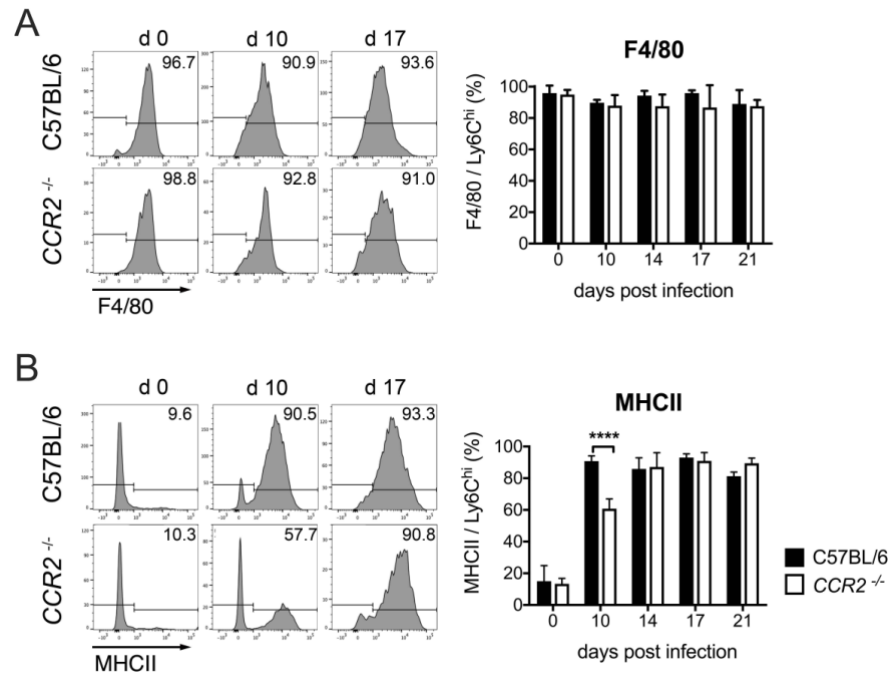 A
d 0
d 10
d 17
F4/80
C57BL/6
96.7
90.9
93.6
CCR2 -/-
98.8
92.8
91.0
F4/80
F4/80 / Ly6Chi (%)
100
80
60
40
20
0
0 10 14 17 21
days post infection
B
d 0
d 10
d 17
MHCII
C57BL/6
9.6
90.5
93.3
CCR2 -/-
10.3
57.7
90.8
MHCII
MHCII / Ly6Chi (%)
100
80
60
40
20
0
****
0 10 14 17 21
days post infection
C57BL/6
CCR2 -/-